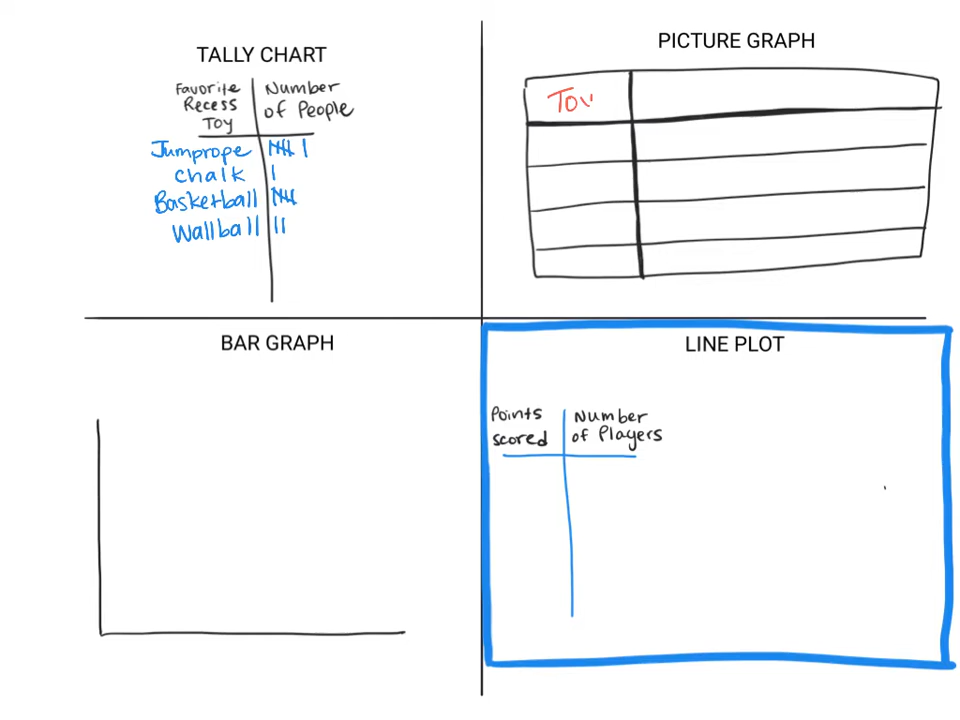 TALLY CHART
Favorite
Recess
Toy
Number
of People
Jumprope 𝍸 |
Chalk |
Basketball 𝍸
Wallball ||
PICTURE GRAPH
Toy
BAR GRAPH
LINE PLOT
Points
scored
Number
of Players